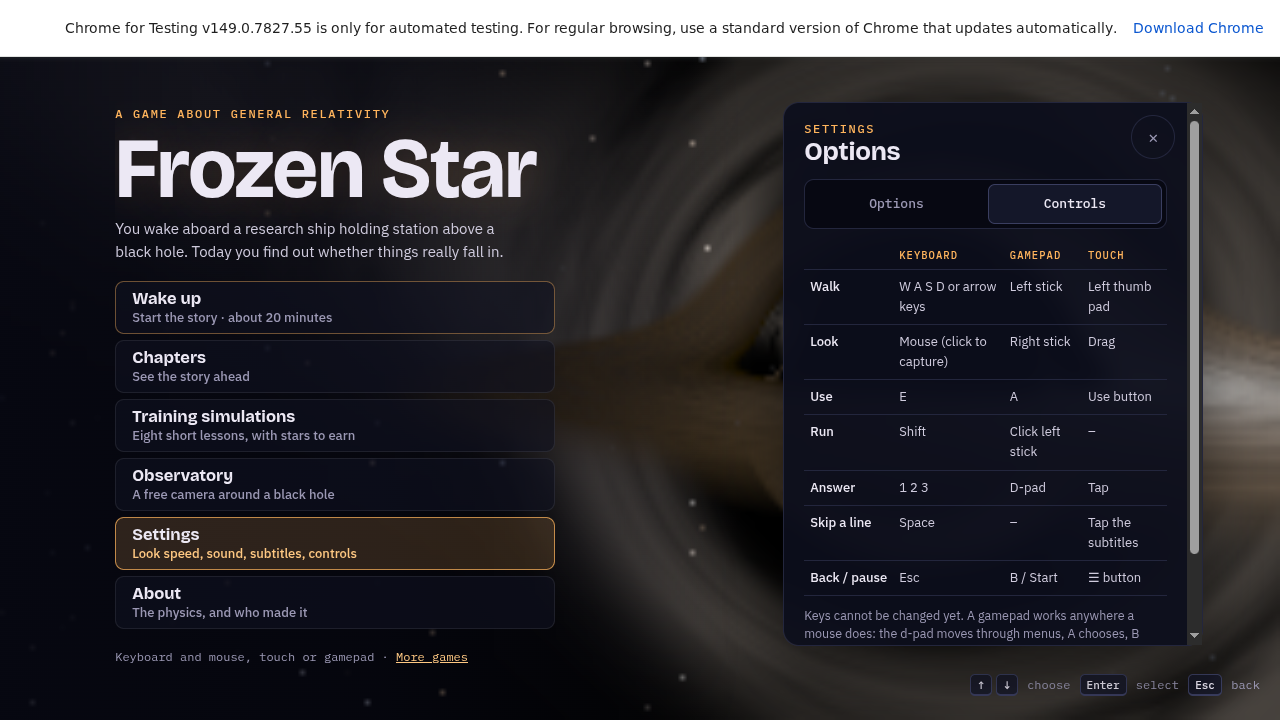 Chrome for Testing v149.0.7827.55 is only for automated testing. For regular browsing, use a standard version of Chrome that updates automatically. Download Chrome
A GAME ABOUT GENERAL RELATIVITY
Frozen Star
You wake aboard a research ship holding station above a
black hole. Today you find out whether things really fall in.
Wake up
Start the story · about 20 minutes
Chapters
See the story ahead
Training simulations
Eight short lessons, with stars to earn
Observatory
A free camera around a black hole
Settings
Look speed, sound, subtitles, controls
About
The physics, and who made it
Keyboard and mouse, touch or gamepad · More games
SETTINGS
Options
×
Options Controls
KEYBOARD GAMEPAD TOUCH
Walk W A S D or arrow keys Left stick Left thumb pad
Look Mouse (click to capture) Right stick Drag
Use E A Use button
Run Shift Click left stick –
Answer 1 2 3 D-pad Tap
Skip a line Space – Tap the subtitles
Back / pause Esc B / Start ☰ button
Keys cannot be changed yet. A gamepad works anywhere a
mouse does: the d-pad moves through menus, A chooses, B
↑ ↓ choose Enter select Esc back